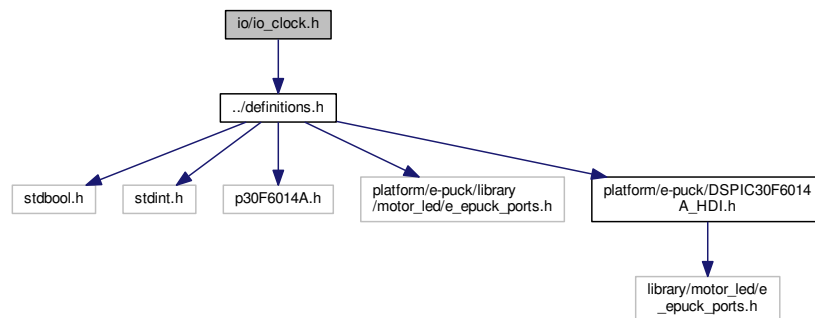 io/io_clock.h
../definitions.h
stdbool.h
stdint.h
p30F6014A.h
platform/e-puck/library
/motor_led/e_epuck_ports.h
platform/e-puck/DSPIC30F6014
A_HDI.h
library/motor_led/e
_epuck_ports.h